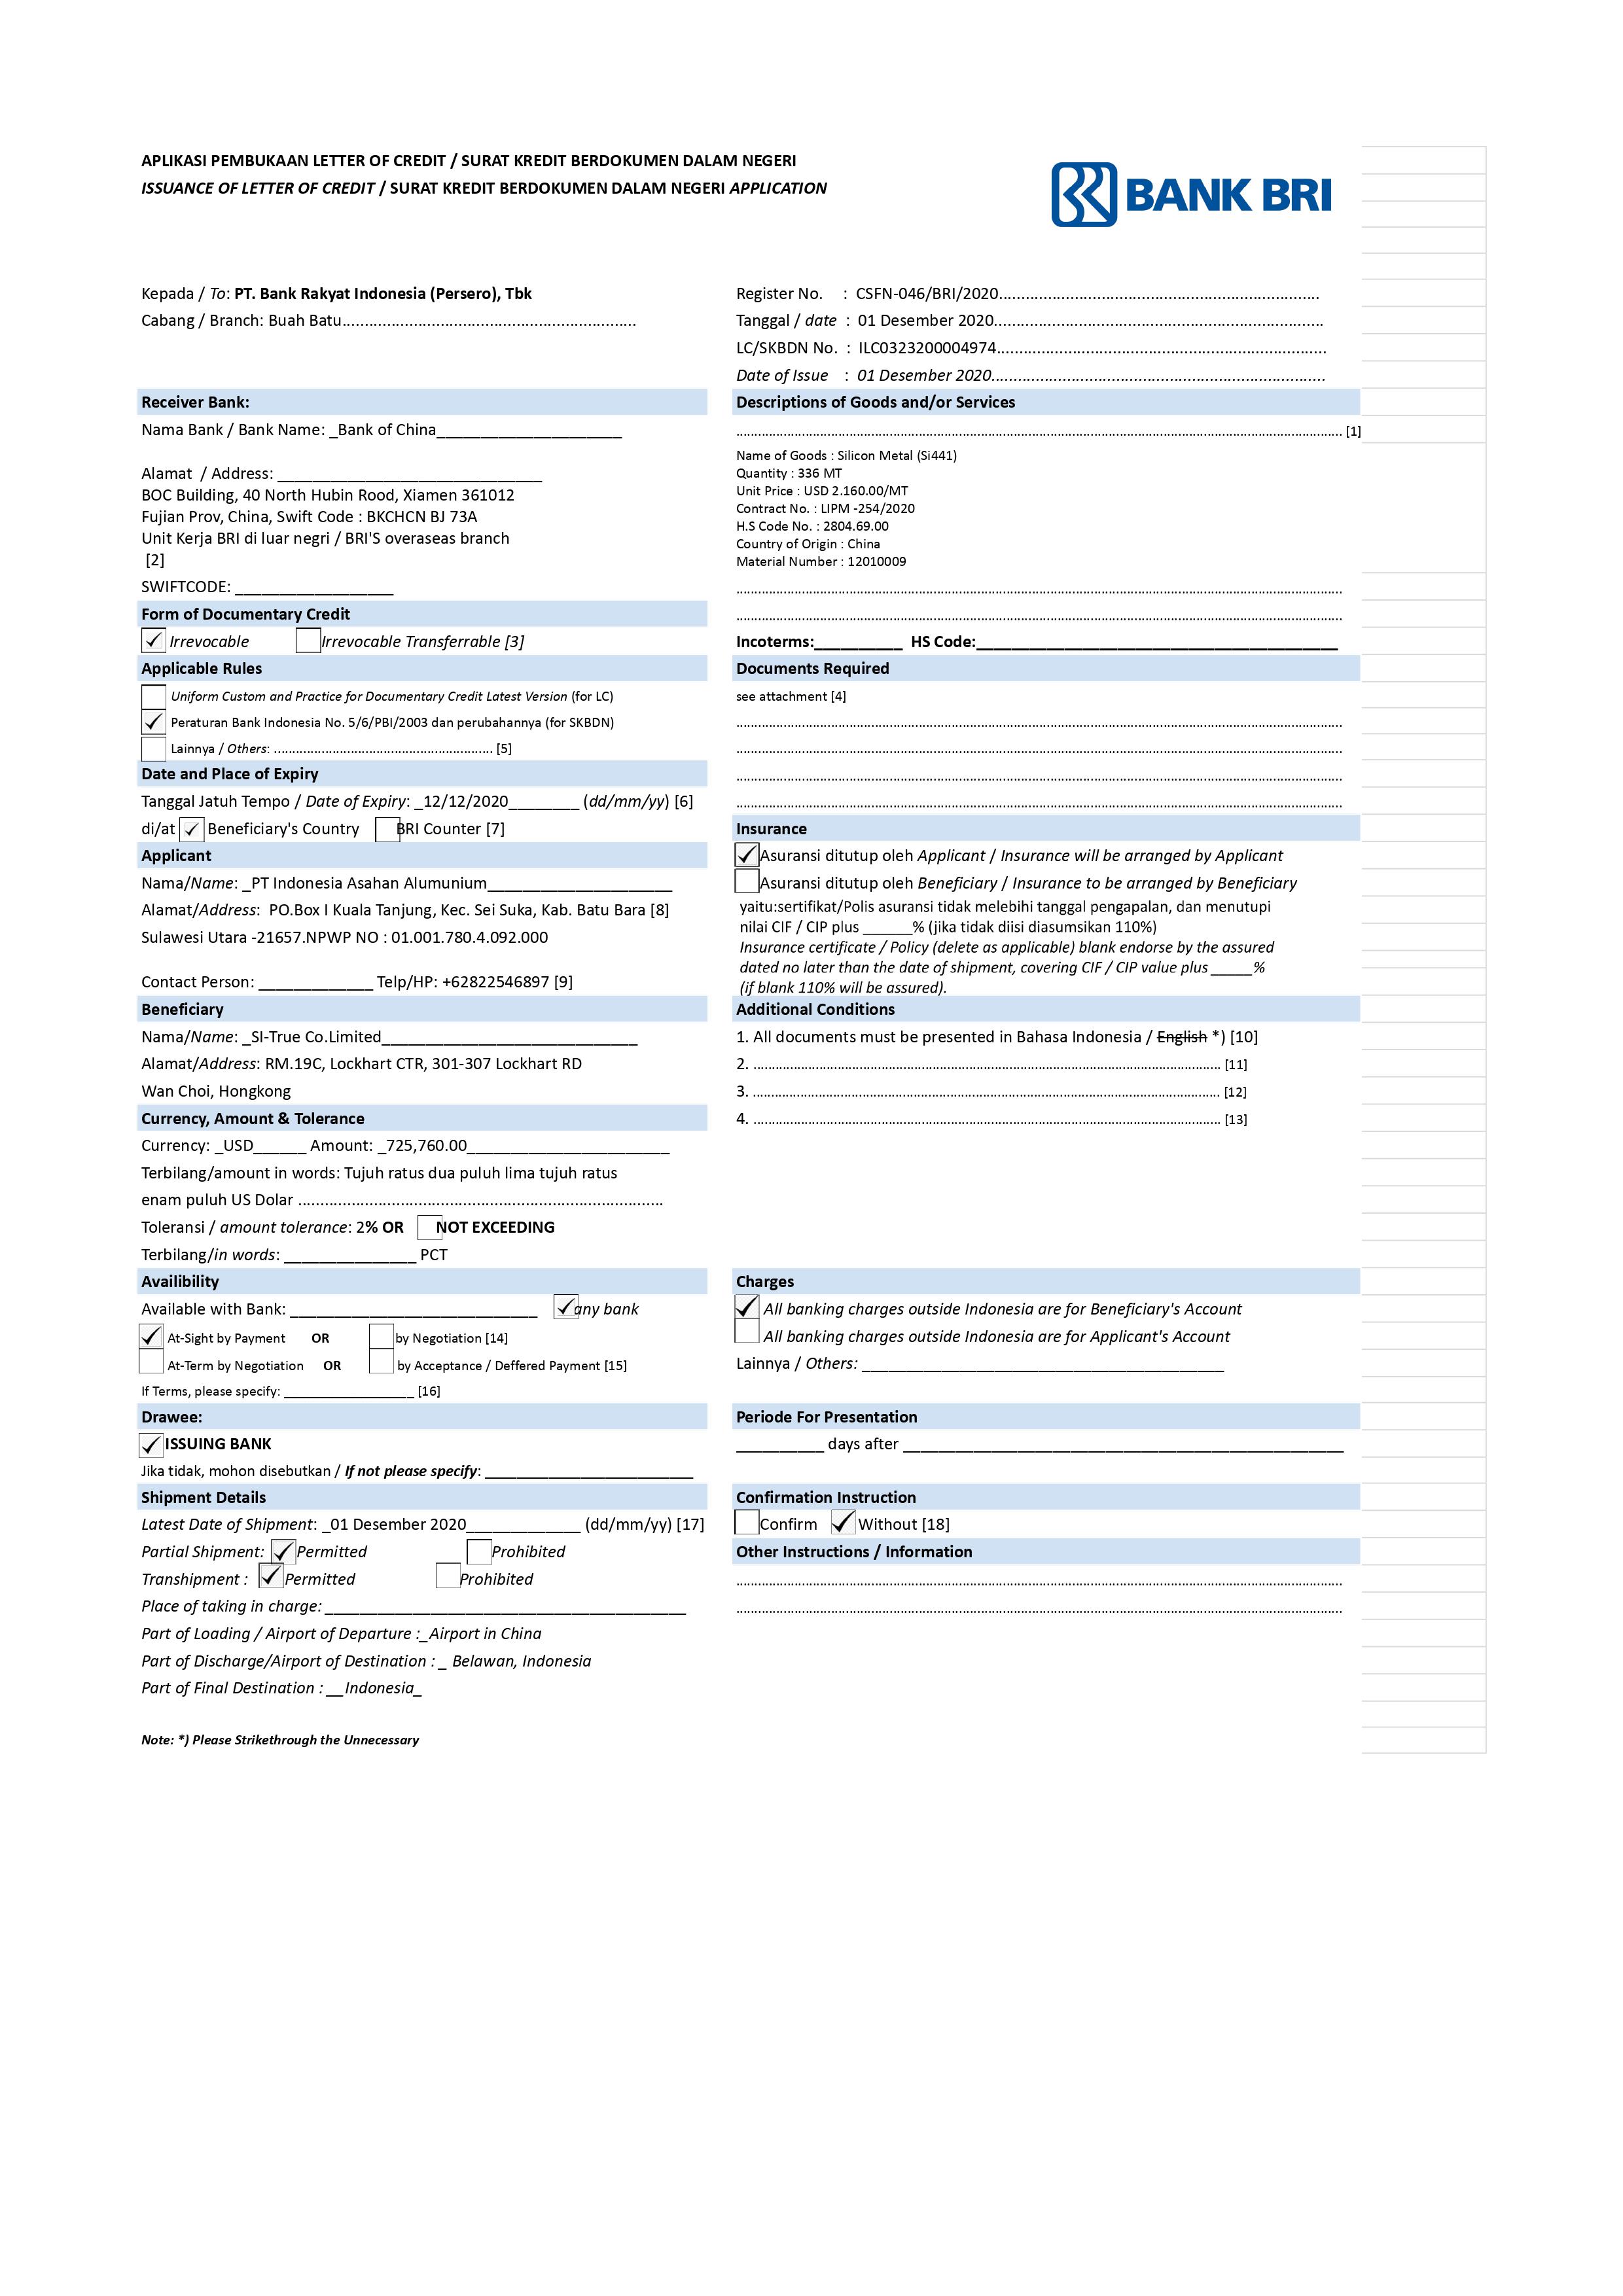 APLIKASI PEMBUKAAN LETTER OF CREDIT / SURAT KREDIT BERDOKUMEN DALAM NEGERI
ISSUANCE OF LETTER OF CREDIT / SURAT KREDIT BERDOKUMEN DALAM NEGERI APPLICATION
BANK BRI
Kepada / To: PT. Bank Rakyat Indonesia (Persero), Tbk
Cabang / Branch: Buah Batu......................................................................
Register No. : CSFN-046/BRI/2020..........................................................................
Tanggal / date : 01 Desember 2020............................................................................
LC/SKBDN No. : ILC0323200004974............................................................................
Date of Issue : 01 Desember 2020.............................................................................
Receiver Bank:
Nama Bank / Bank Name: _Bank of China_____________________
Alamat / Address: ______________________________
BOC Building, 40 North Hubin Rood, Xiamen 361012
Fujian Prov, China, Swift Code : BKCHCN BJ 73A
Unit Kerja BRI di luar negri / BRI'S overseas branch
[2]
SWIFTCODE: __________________
Form of Documentary Credit
Irrevocable Irrevocable Transferrable [3]
Applicable Rules
Uniform Custom and Practice for Documentary Credit Latest Version (for LC)
Peraturan Bank Indonesia No. 5/6/PBI/2003 dan perubahannya (for SKBDN)
Lainnya / Others: .......................................................... [5]
Date and Place of Expiry
Tanggal Jatuh Tempo / Date of Expiry: _12/12/2020________ (dd/mm/yy) [6]
di/at Beneficiary's Country BRI Counter [7]
Applicant
Nama/Name: _PT Indonesia Asahan Alumunium_____________________
Alamat/Address: PO.Box I Kuala Tanjung, Kec. Sei Suka, Kab. Batu Bara [8]
Sulawesi Utara -21657.NPWP NO : 01.001.780.4.092.000
Contact Person: _____________ Telp/HP: +62822546897 [9]
Beneficiary
Nama/Name: _SI-True Co.Limited_____________________________
Alamat/Address: RM.19C, Lockhart CTR, 301-307 Lockhart RD
Wan Choi, Hongkong
Currency, Amount & Tolerance
Currency: _USD______ Amount: _725,760.00_______________________
Terbilang/amount in words: Tujuh ratus dua puluh lima tujuh ratus
enam puluh US Dolar ....................................................................................
Toleransi / amount tolerance: 2% OR NOT EXCEEDING
Terbilang/in words: _______________ PCT
Availibility
Available with Bank: ____________________________ any bank
At-Sight by Payment OR by Negotiation [14]
At-Term by Negotiation OR by Acceptance / Deffered Payment [15]
If Terms, please specify: __________________ [16]
Drawee:
ISSUING BANK
Jika tidak, mohon disebutkan / If not please specify: __________________________
Shipment Details
Latest Date of Shipment: _01 Desember 2020_____________ (dd/mm/yy) [17]
Partial Shipment: Permitted Prohibited
Transhipment : Permitted Prohibited
Place of taking in charge: _________________________________________
Part of Loading / Airport of Departure :_Airport in China
Part of Discharge/Airport of Destination : _ Belawan, Indonesia
Part of Final Destination : __Indonesia_
Note: *) Please Strikethrough the Unnecessary
Descriptions of Goods and/or Services
.................................................................................................................................. [1]
Name of Goods : Silicon Metal (Si441)
Quantity : 336 MT
Unit Price : USD 2.160.00/MT
Contract No. : LIPM -254/2020
H.S Code No. : 2804.69.00
Country of Origin : China
Material Number : 12010009
..................................................................................................................................
..................................................................................................................................
Incoterms:__________ HS Code:_________________________________________
Documents Required
see attachment [4]
..................................................................................................................................
..................................................................................................................................
..................................................................................................................................
..................................................................................................................................
Insurance
Asuransi ditutup oleh Applicant / Insurance will be arranged by Applicant
Asuransi ditutup oleh Beneficiary / Insurance to be arranged by Beneficiary
yaitu:sertifikat/Polis asuransi tidak melebihi tanggal pengapalan, dan menutupi
nilai CIF / CIP plus ______% (jika tidak diisi diasumsikan 110%)
Insurance certificate / Policy (delete as applicable) blank endorse by the assured
dated no later than the date of shipment, covering CIF / CIP value plus _____%
(if blank 110% will be assured).
Additional Conditions
1. All documents must be presented in Bahasa Indonesia / English *) [10]
2. .................................................................................................................. [11]
3. .................................................................................................................. [12]
4. .................................................................................................................. [13]
Charges
All banking charges outside Indonesia are for Beneficiary's Account
All banking charges outside Indonesia are for Applicant's Account
Lainnya / Others: _________________________________________
Periode For Presentation
__________ days after __________________________________________________
Confirmation Instruction
Confirm Without [18]
Other Instructions / Information
..................................................................................................................................
..................................................................................................................................